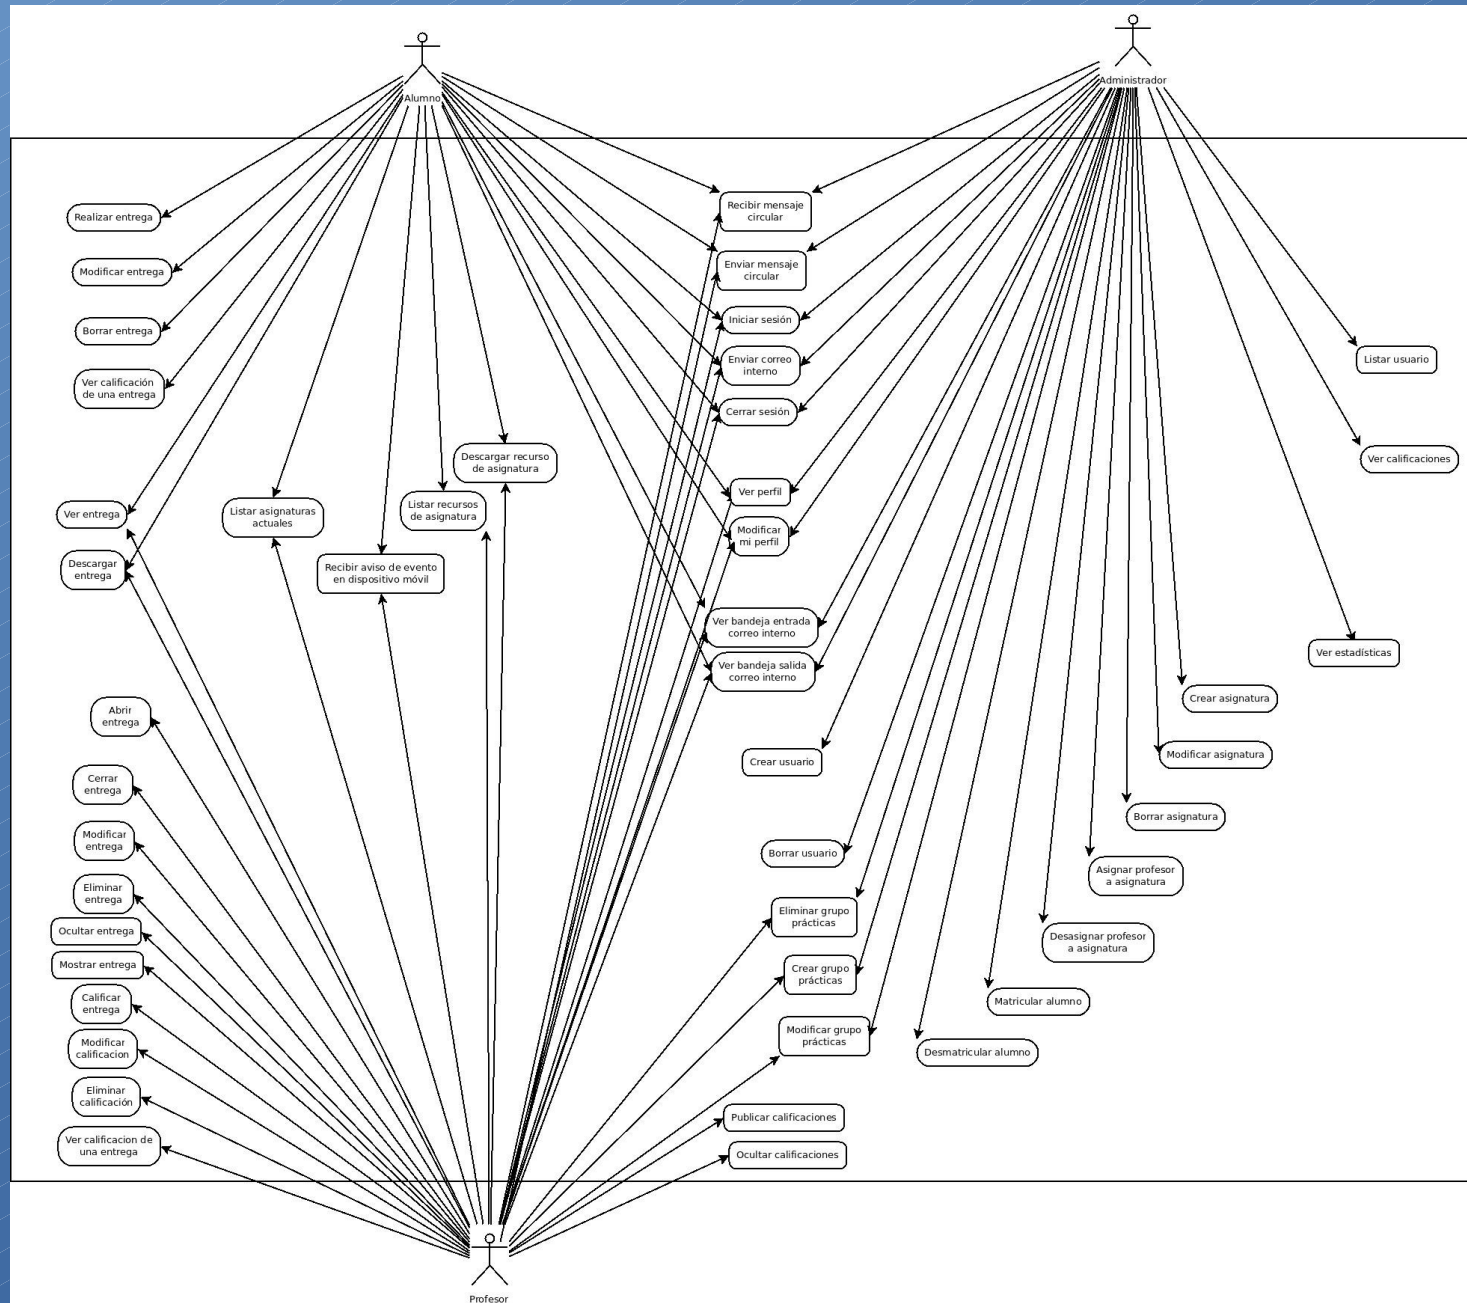 Alumno
Administrador
Realizar entrega
Modificar entrega
Borrar entrega
Ver calificación
de una entrega
Ver entrega
Descargar
entrega
Listar asignaturas
actuales
Recibir aviso de evento
en dispositivo móvil
Listar recursos
de asignatura
Descargar recurso
de asignatura
Recibir mensaje
circular
Enviar mensaje
circular
Iniciar sesión
Enviar correo
interno
Cerrar sesión
Ver perfil
Modificar
mi perfil
Ver bandeja entrada
correo interno
Ver bandeja salida
correo interno
Listar usuario
Ver calificaciones
Ver estadísticas
Crear asignatura
Modificar asignatura
Borrar asignatura
Asignar profesor
a asignatura
Desasignar profesor
a asignatura
Matricular alumno
Desmatricular alumno
Crear usuario
Borrar usuario
Eliminar grupo
prácticas
Crear grupo
prácticas
Modificar grupo
prácticas
Publicar calificaciones
Ocultar calificaciones
Abrir
entrega
Cerrar
entrega
Modificar
entrega
Eliminar
entrega
Ocultar entrega
Mostrar entrega
Calificar
entrega
Modificar
calificacion
Eliminar
calificación
Ver calificacion de
una entrega
Profesor